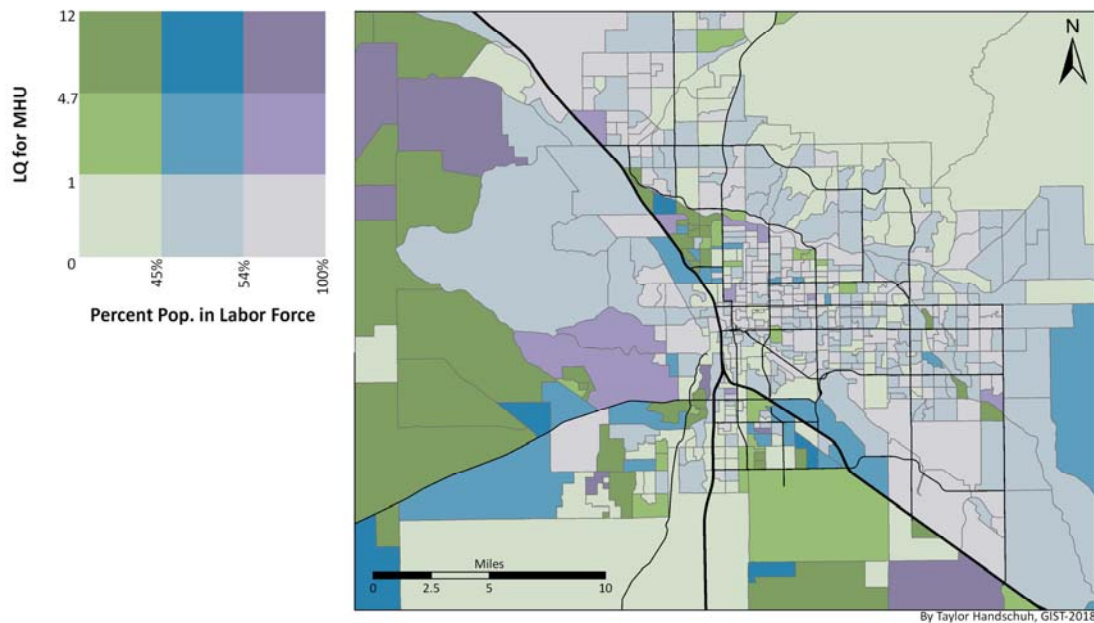 12
4.7
1
0
LQ for MHU
45%
54%
100%
Percent Pop. in Labor Force
N
Miles
0 2.5 5 10
By Taylor Handschuh, GIST-2018